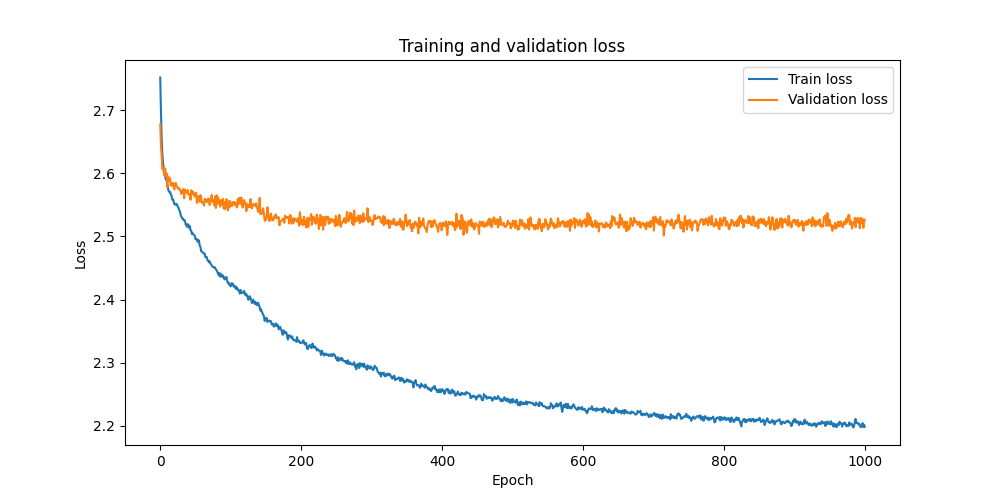 Training and validation loss
Train loss
Validation loss
2.7
2.6
2.5
2.4
2.3
2.2
Loss
0
200
400
600
800
1000
Epoch